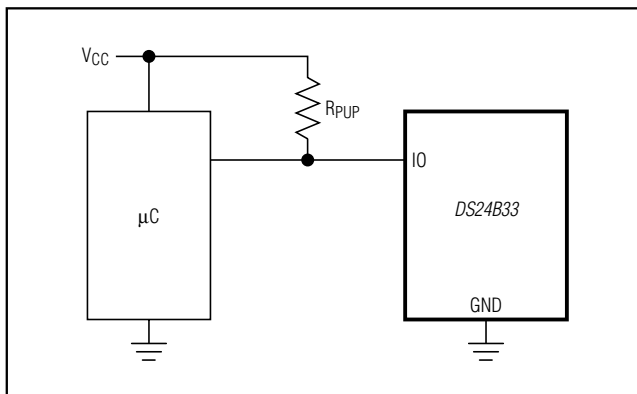 VCC
RPUP
IO
μC
DS24B33
GND